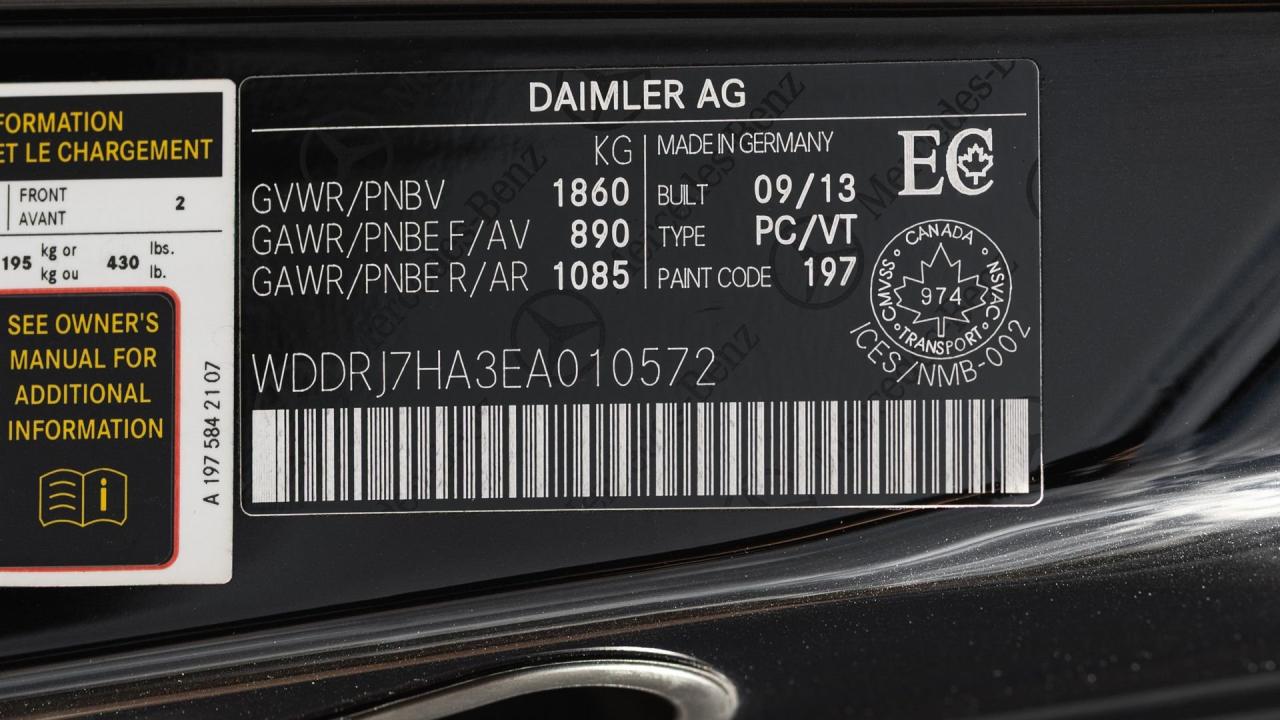 FORMATION
ET LE CHARGEMENT
FRONT
AVANT
2
195 kg or 430 lbs.
kg ou lb.
SEE OWNER'S
MANUAL FOR
ADDITIONAL
INFORMATION
i
A 197 584 21 07
DAIMLER AG
KG
GVWR/PNBV 1860
GAWR/PNBE F/AV 890
GAWR/PNBE R/AR 1085
MADE IN GERMANY
BUILT 09/13
TYPE PC/VT
PAINT CODE 197
EC
CANADA
CMVSS NSVAC
974
TRANSPORT
ICES/NMB-002
WDDRJ7HA3EA010572
Mercedes-Benz